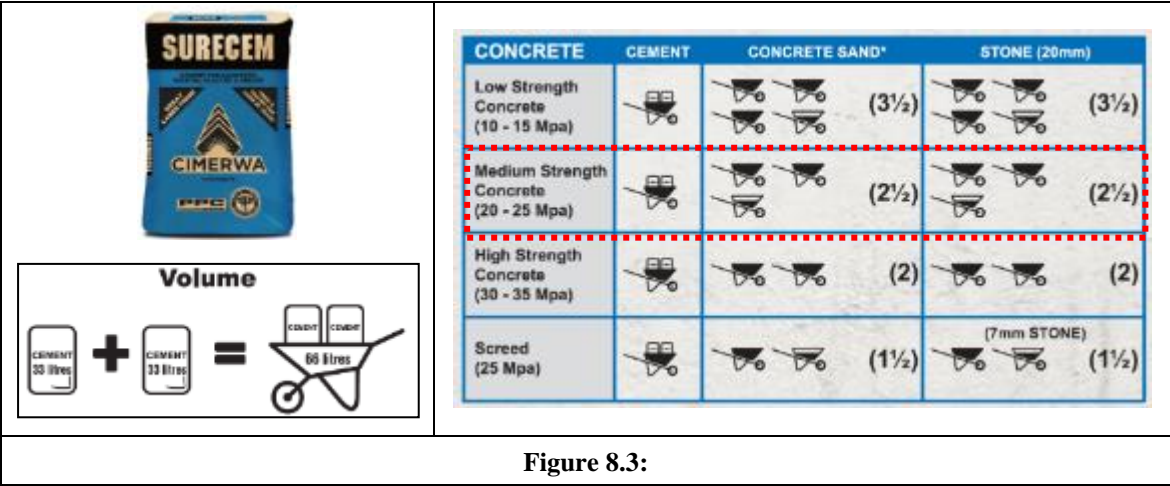 SURECEM
CIMERWA
PPC
Volume
CEMENT
33 litres
CEMENT
33 litres
CEMENT CEMENT
66 litres
CONCRETE CEMENT CONCRETE SAND* STONE (20mm)
Low Strength
Concrete
(10 - 15 Mpa)
(3½) (3½)
Medium Strength
Concrete
(20 - 25 Mpa)
(2½) (2½)
High Strength
Concrete
(30 - 35 Mpa)
(2) (2)
Screed
(25 Mpa)
(1½)
(7mm STONE)
(1½)
Figure 8.3: